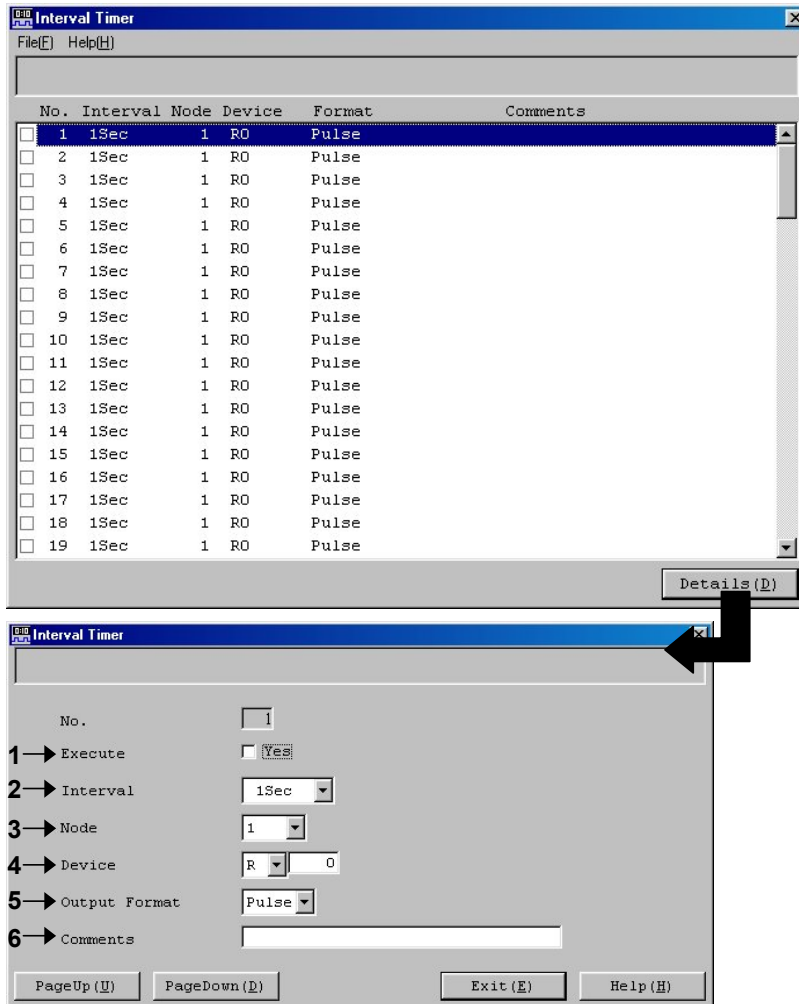 Interval Timer
File(F) Help(H)
No. Interval Node Device Format Comments
1 1Sec 1 R0 Pulse
2 1Sec 1 R0 Pulse
3 1Sec 1 R0 Pulse
4 1Sec 1 R0 Pulse
5 1Sec 1 R0 Pulse
6 1Sec 1 R0 Pulse
7 1Sec 1 R0 Pulse
8 1Sec 1 R0 Pulse
9 1Sec 1 R0 Pulse
10 1Sec 1 R0 Pulse
11 1Sec 1 R0 Pulse
12 1Sec 1 R0 Pulse
13 1Sec 1 R0 Pulse
14 1Sec 1 R0 Pulse
15 1Sec 1 R0 Pulse
16 1Sec 1 R0 Pulse
17 1Sec 1 R0 Pulse
18 1Sec 1 R0 Pulse
19 1Sec 1 R0 Pulse
Details(D)
Interval Timer
No. 1
1 Execute Yes
2 Interval 1Sec
3 Node 1
4 Device R 0
5 Output Format Pulse
6 Comments
PageUp(U) PageDown(D) Exit(E) Help(H)